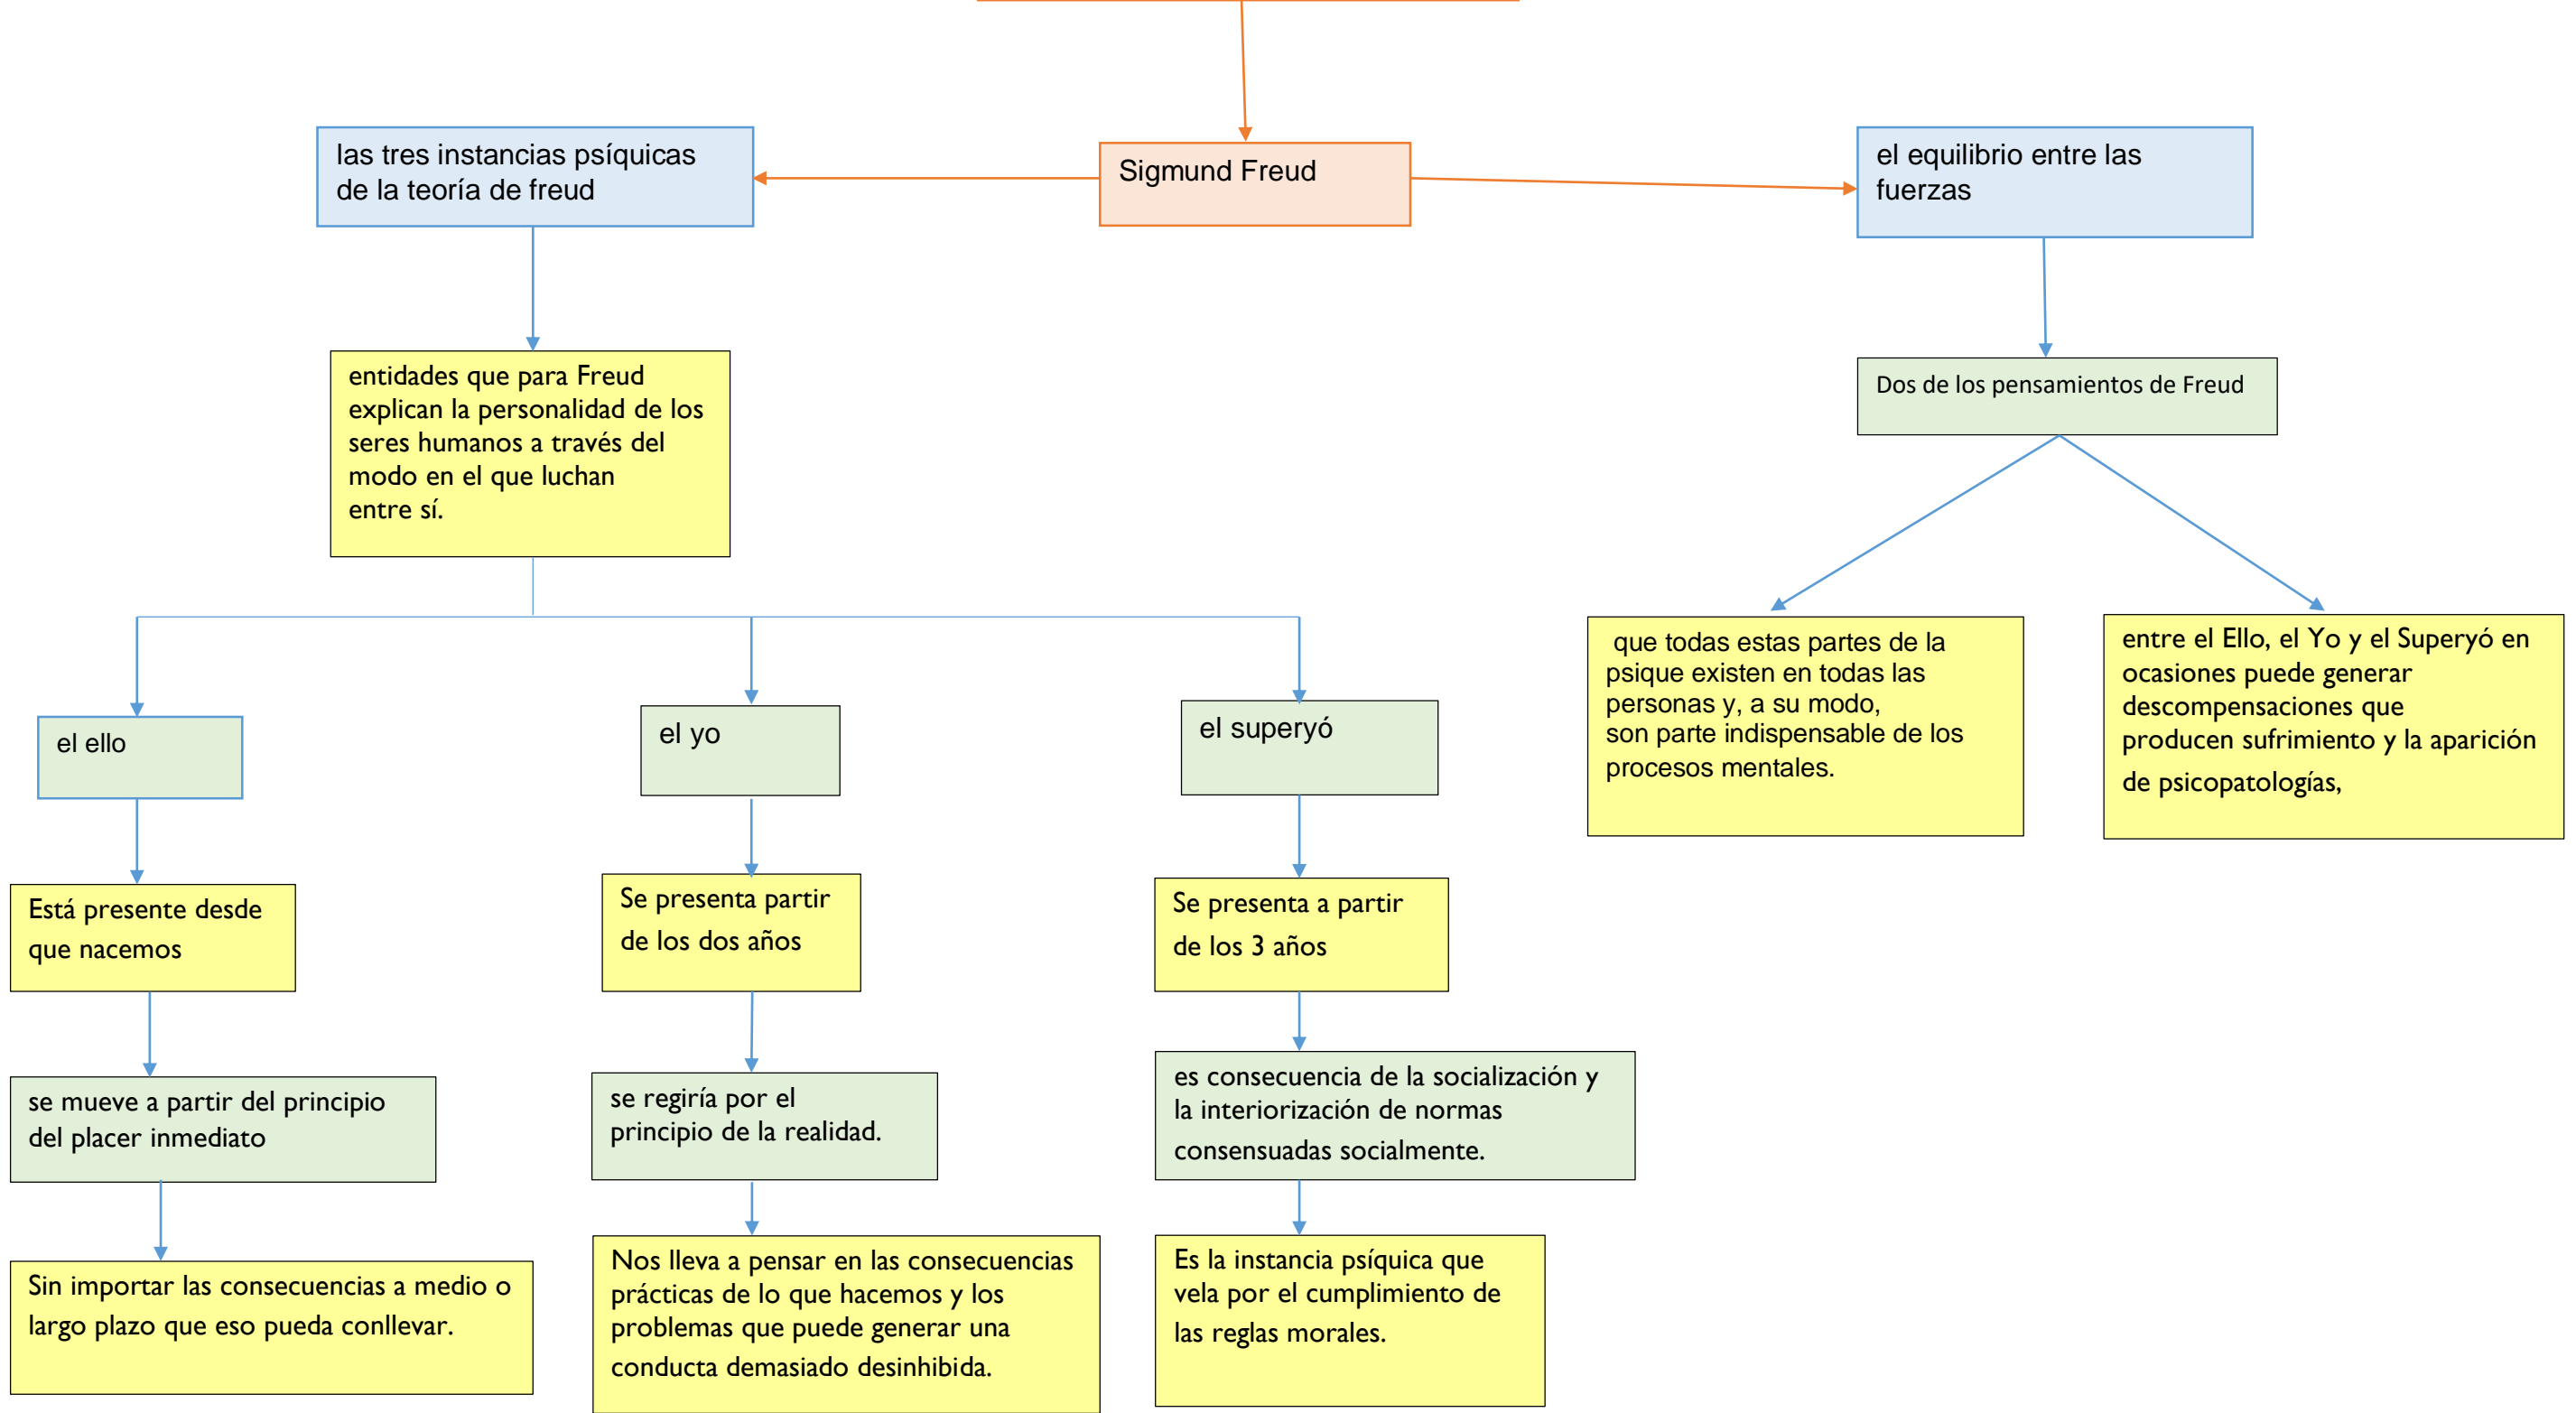 las tres instancias psíquicas
de la teoría de freud
Sigmund Freud
el equilibrio entre las
fuerzas
entidades que para Freud
explican la personalidad de los
seres humanos a través del
modo en el que luchan
entre sí.
Dos de los pensamientos de Freud
que todas estas partes de la
psique existen en todas las
personas y, a su modo,
son parte indispensable de los
procesos mentales.
entre el Ello, el Yo y el Superyó en
ocasiones puede generar
descompensaciones que
producen sufrimiento y la aparición
de psicopatologías,
el ello
el yo
el superyó
Está presente desde
que nacemos
Se presenta partir
de los dos años
Se presenta a partir
de los 3 años
se mueve a partir del principio
del placer inmediato
se regiría por el
principio de la realidad.
es consecuencia de la socialización y
la interiorización de normas
consensuadas socialmente.
Sin importar las consecuencias a medio o
largo plazo que eso pueda conllevar.
Nos lleva a pensar en las consecuencias
prácticas de lo que hacemos y los
problemas que puede generar una
conducta demasiado desinhibida.
Es la instancia psíquica que
vela por el cumplimiento de
las reglas morales.